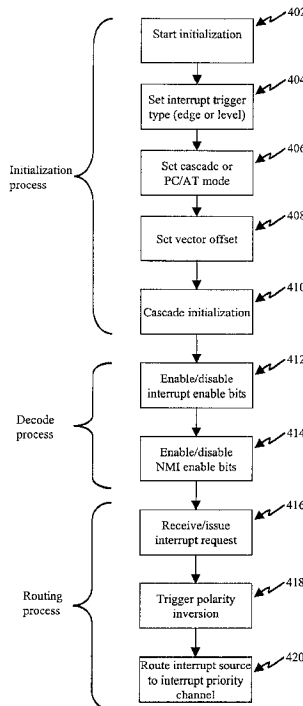 402
Start initialization
404
Set interrupt trigger
type (edge or level)
406
Initialization
process
Set cascade or
PC/AT mode
408
Set vector offset
410
Cascade initialization
412
Enable/disable
interrupt enable bits
Decode
process
414
Enable/disable
NMI enable bits
416
Receive/issue
interrupt request
418
Routing
process
Trigger polarity
inversion
420
Route interrupt source
to interrupt priority
channel